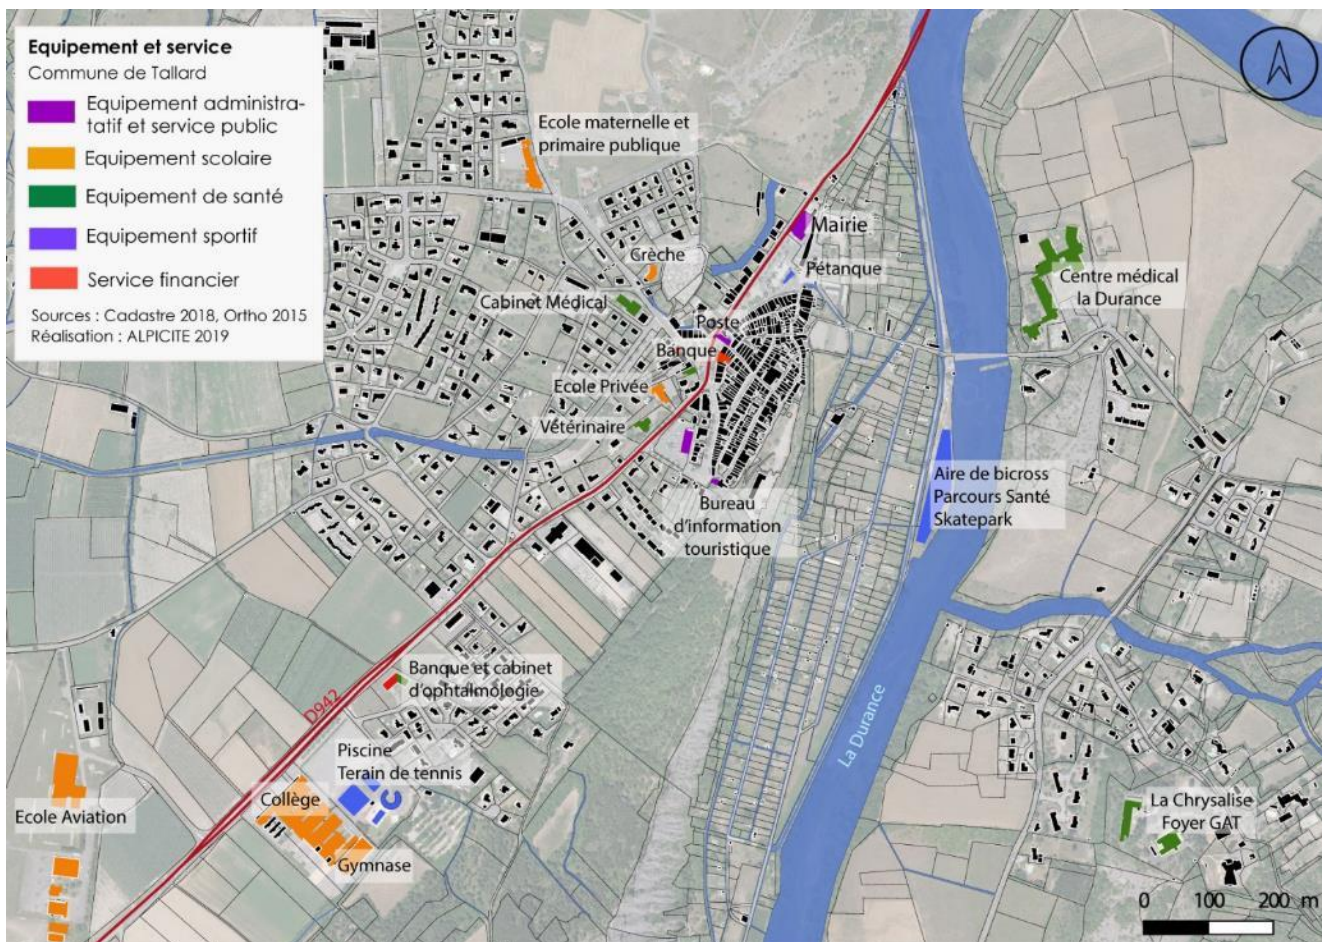 Equipement et service
Commune de Tallard
Equipement administra-
tatif et service public
Equipement scolaire
Equipement de santé
Equipement sportif
Service financier
Sources : Cadastre 2018, Ortho 2015
Réalisation : ALPICITE 2019
Ecole maternelle et
primaire publique
Mairie
Crèche
Pétanque
Centre médical
la Durance
Cabinet Médical
Poste
Banque
Ecole Privée
Vétérinaire
Aire de bicross
Parcours Santé
Skatepark
Bureau
d'information
touristique
Banque et cabinet
d'ophtalmologie
D942
La Durance
Piscine
Terain de tennis
Collège
Ecole Aviation
Gymnase
La Chrysalise
Foyer GAT
0 100 200 m